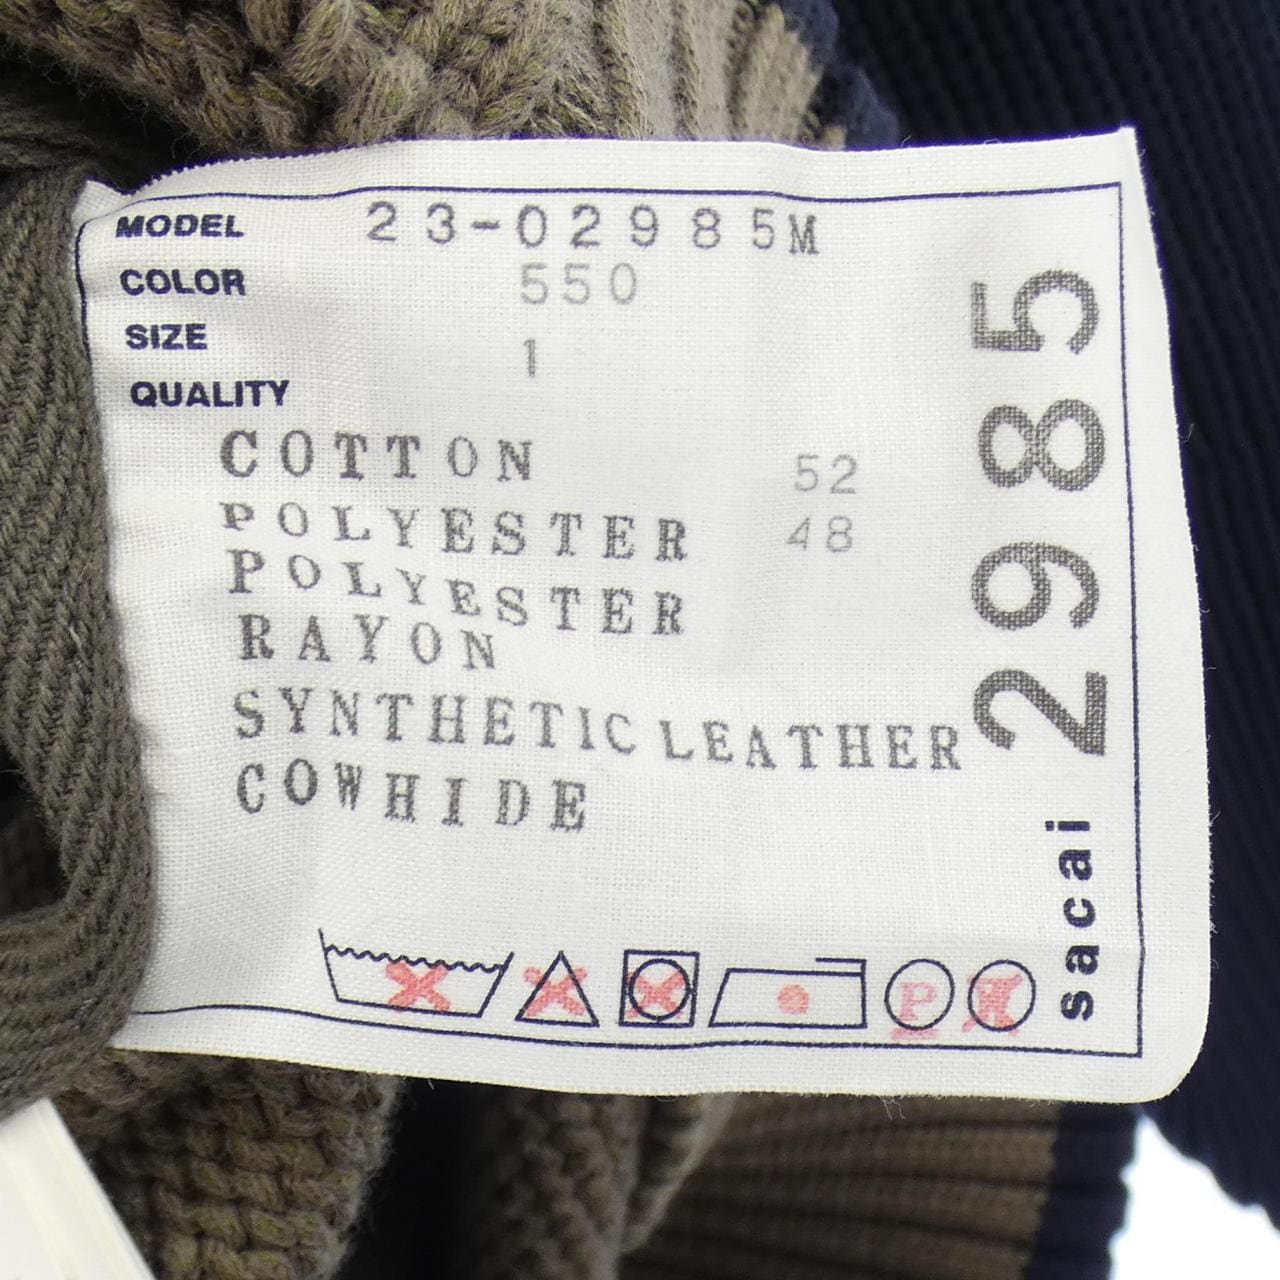 MODEL 23-02985M
COLOR 550
SIZE 1
QUALITY
COTTON 52
POLYESTER 48
POLYESTER
RAYON
SYNTHETIC LEATHER
COWHIDE
P
sacai 2985